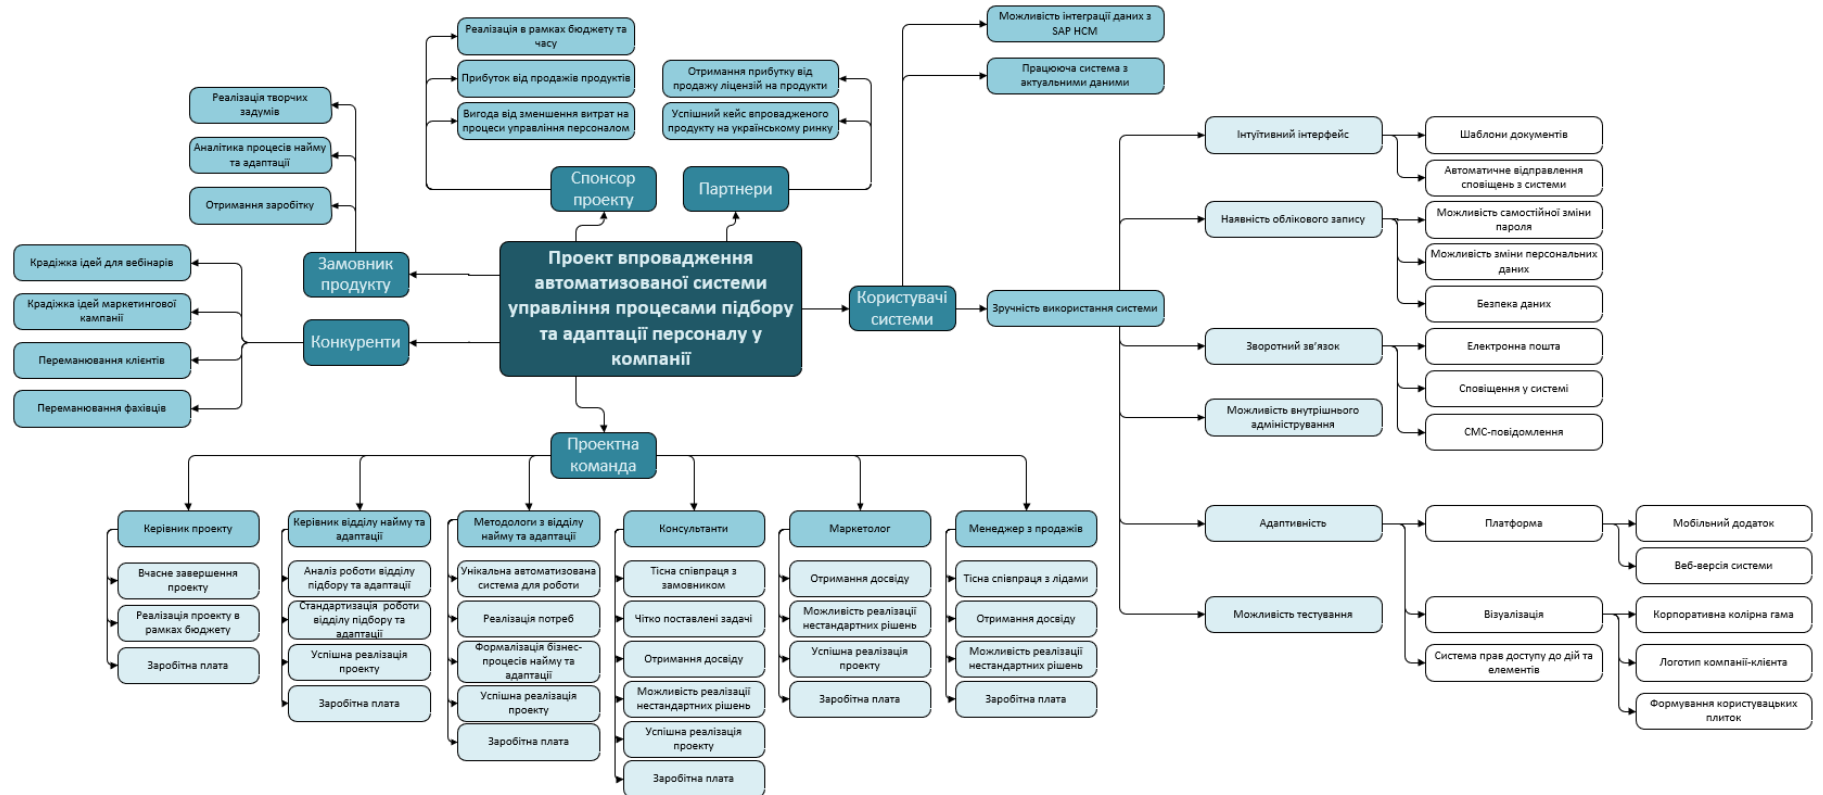 Проект впровадження
автоматизованої системи
управління процесами підбору
та адаптації персоналу у
компанії
Спонсор
проекту
Реалізація в рамках бюджету та
часу
Прибуток від продажів продуктів
Вигода від зменшення витрат на
процеси управління персоналом
Партнери
Отримання прибутку від
продажу ліцензій на продукти
Успішний кейс впровадженого
продукту на українському ринку
Замовник
продукту
Реалізація творчих
задумів
Аналітика процесів найму
та адаптації
Отримання заробітку
Конкуренти
Крадіжка ідей для вебінарів
Крадіжка ідей маркетингової
кампанії
Переманювання клієнтів
Переманювання фахівців
Користувачі
системи
Можливість інтеграції даних з
SAP HCM
Працююча система з
актуальними даними
Зручність використання системи
Інтуїтивний інтерфейс
Шаблони документів
Автоматичне відправлення
сповіщень з системи
Наявність облікового запису
Можливість самостійної зміни
пароля
Можливість зміни персональних
даних
Безпека даних
Зворотний зв'язок
Електронна пошта
Сповіщення у системі
СМС-повідомлення
Можливість внутрішнього
адміністрування
Адаптивність
Платформа
Мобільний додаток
Веб-версія системи
Візуалізація
Корпоративна колірна гама
Логотип компанії-клієнта
Формування користувацьких
плиток
Система прав доступу до дій та
елементів
Можливість тестування
Проектна
команда
Керівник проекту
Вчасне завершення
проекту
Реалізація проекту в
рамках бюджету
Заробітна плата
Керівник відділу найму та
адаптації
Аналіз роботи відділу
підбору та адаптації
Стандартизація роботи
відділу підбору та
адаптації
Успішна реалізація
проекту
Заробітна плата
Методологи з відділу
найму та адаптації
Унікальна автоматизована
система для роботи
Реалізація потреб
Формалізація бізнес-
процесів найму та
адаптації
Успішна реалізація
проекту
Заробітна плата
Консультанти
Тісна співпраця з
замовником
Чітко поставлені задачі
Отримання досвіду
Можливість реалізації
нестандартних рішень
Успішна реалізація
проекту
Заробітна плата
Маркетолог
Отримання досвіду
Можливість реалізації
нестандартних рішень
Успішна реалізація
проекту
Заробітна плата
Менеджер з продажів
Тісна співпраця з лідами
Отримання досвіду
Можливість реалізації
нестандартних рішень
Заробітна плата